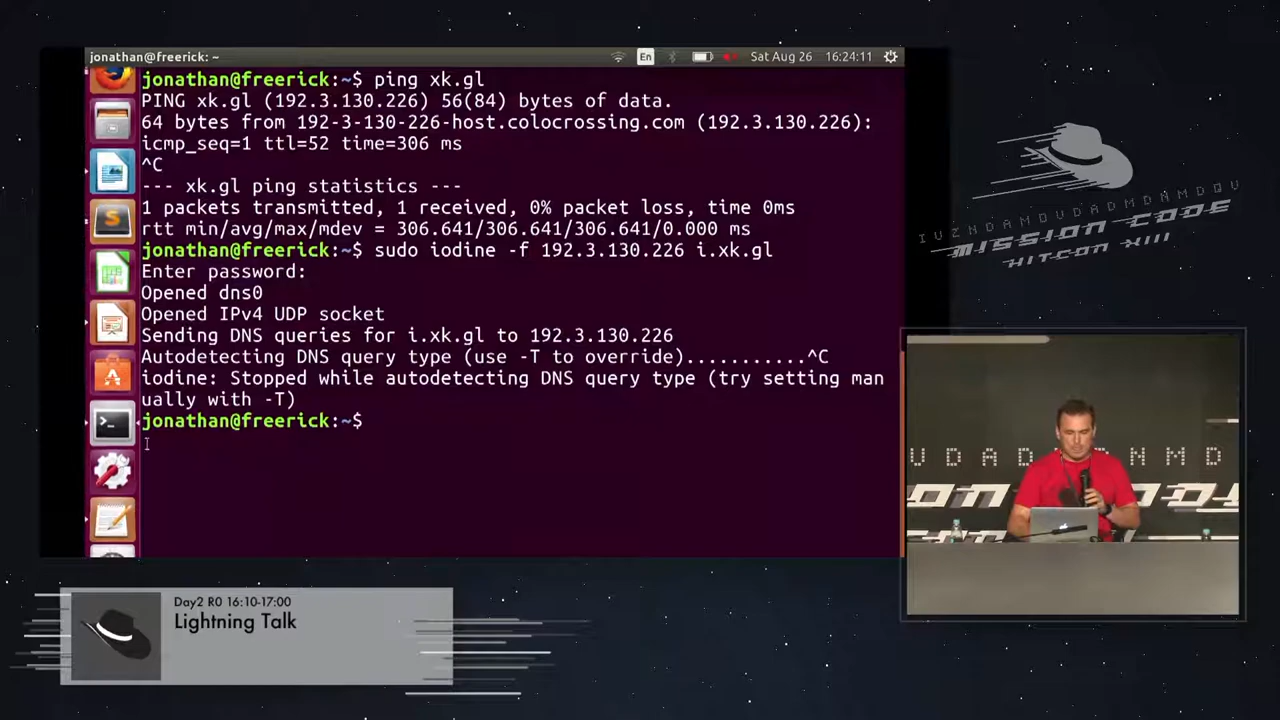 jonathan@freerick: ~
En
Sat Aug 26
16:24:11
jonathan@freerick:~$ ping xk.gl
PING xk.gl (192.3.130.226) 56(84) bytes of data.
64 bytes from 192-3-130-226-host.colocrossing.com (192.3.130.226):
icmp_seq=1 ttl=52 time=306 ms
^C
--- xk.gl ping statistics ---
1 packets transmitted, 1 received, 0% packet loss, time 0ms
rtt min/avg/max/mdev = 306.641/306.641/306.641/0.000 ms
jonathan@freerick:~$ sudo iodine -f 192.3.130.226 i.xk.gl
Enter password:
Opened dns0
Opened IPv4 UDP socket
Sending DNS queries for i.xk.gl to 192.3.130.226
Autodetecting DNS query type (use -T to override)...........^C
iodine: Stopped while autodetecting DNS query type (try setting man
ually with -T)
jonathan@freerick:~$
MISSION CODE
HITCON XIII
Day2 R0 16:10-17:00
Lightning Talk